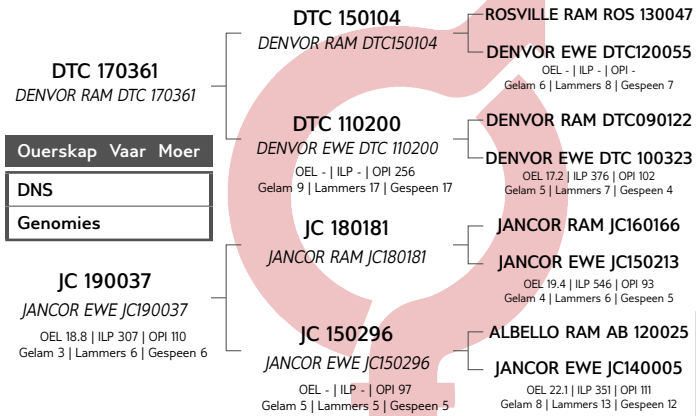 DTC 170361
DENVOR RAM DTC 170361
Ouerskap Vaar Moer
DNS
Genomies
JC 190037
JANCOR EWE JC190037
OEL 18.8 | ILP 307 | OPI 110
Gelam 3 | Lammers 6 | Gespeen 6
DTC 150104
DENVOR RAM DTC150104
DTC 110200
DENVOR EWE DTC 110200
OEL - | ILP - | OPI 256
Gelam 9 | Lammers 17 | Gespeen 17
JC 180181
JANCOR RAM JC180181
JC 150296
JANCOR EWE JC150296
OEL - | ILP - | OPI 97
Gelam 5 | Lammers 5 | Gespeen 5
ROSVILLE RAM ROS 130047
DENVOR EWE DTC120055
OEL - | ILP - | OPI -
Gelam 6 | Lammers 8 | Gespeen 7
DENVOR RAM DTC090122
DENVOR EWE DTC 100323
OEL 17.2 | ILP 376 | OPI 102
Gelam 5 | Lammers 7 | Gespeen 4
JANCOR RAM JC160166
JANCOR EWE JC150213
OEL 19.4 | ILP 546 | OPI 93
Gelam 4 | Lammers 6 | Gespeen 5
ALBELLO RAM AB 120025
JANCOR EWE JC140005
OEL 22.1 | ILP 351 | OPI 111
Gelam 8 | Lammers 13 | Gespeen 12